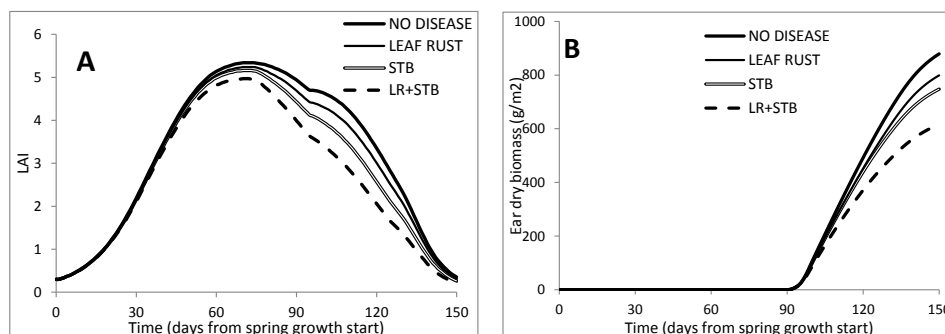 A
NO DISEASE
LEAF RUST
STB
LR+STB
LAI
6
5
4
3
2
1
0
0 30 60 90 120 150
Time (days from spring growth start)
B
NO DISEASE
LEAF RUST
STB
LR+STB
Ear dry biomass (g/m2)
1000
800
600
400
200
0
0 30 60 90 120 150
Time (days from spring growth start)